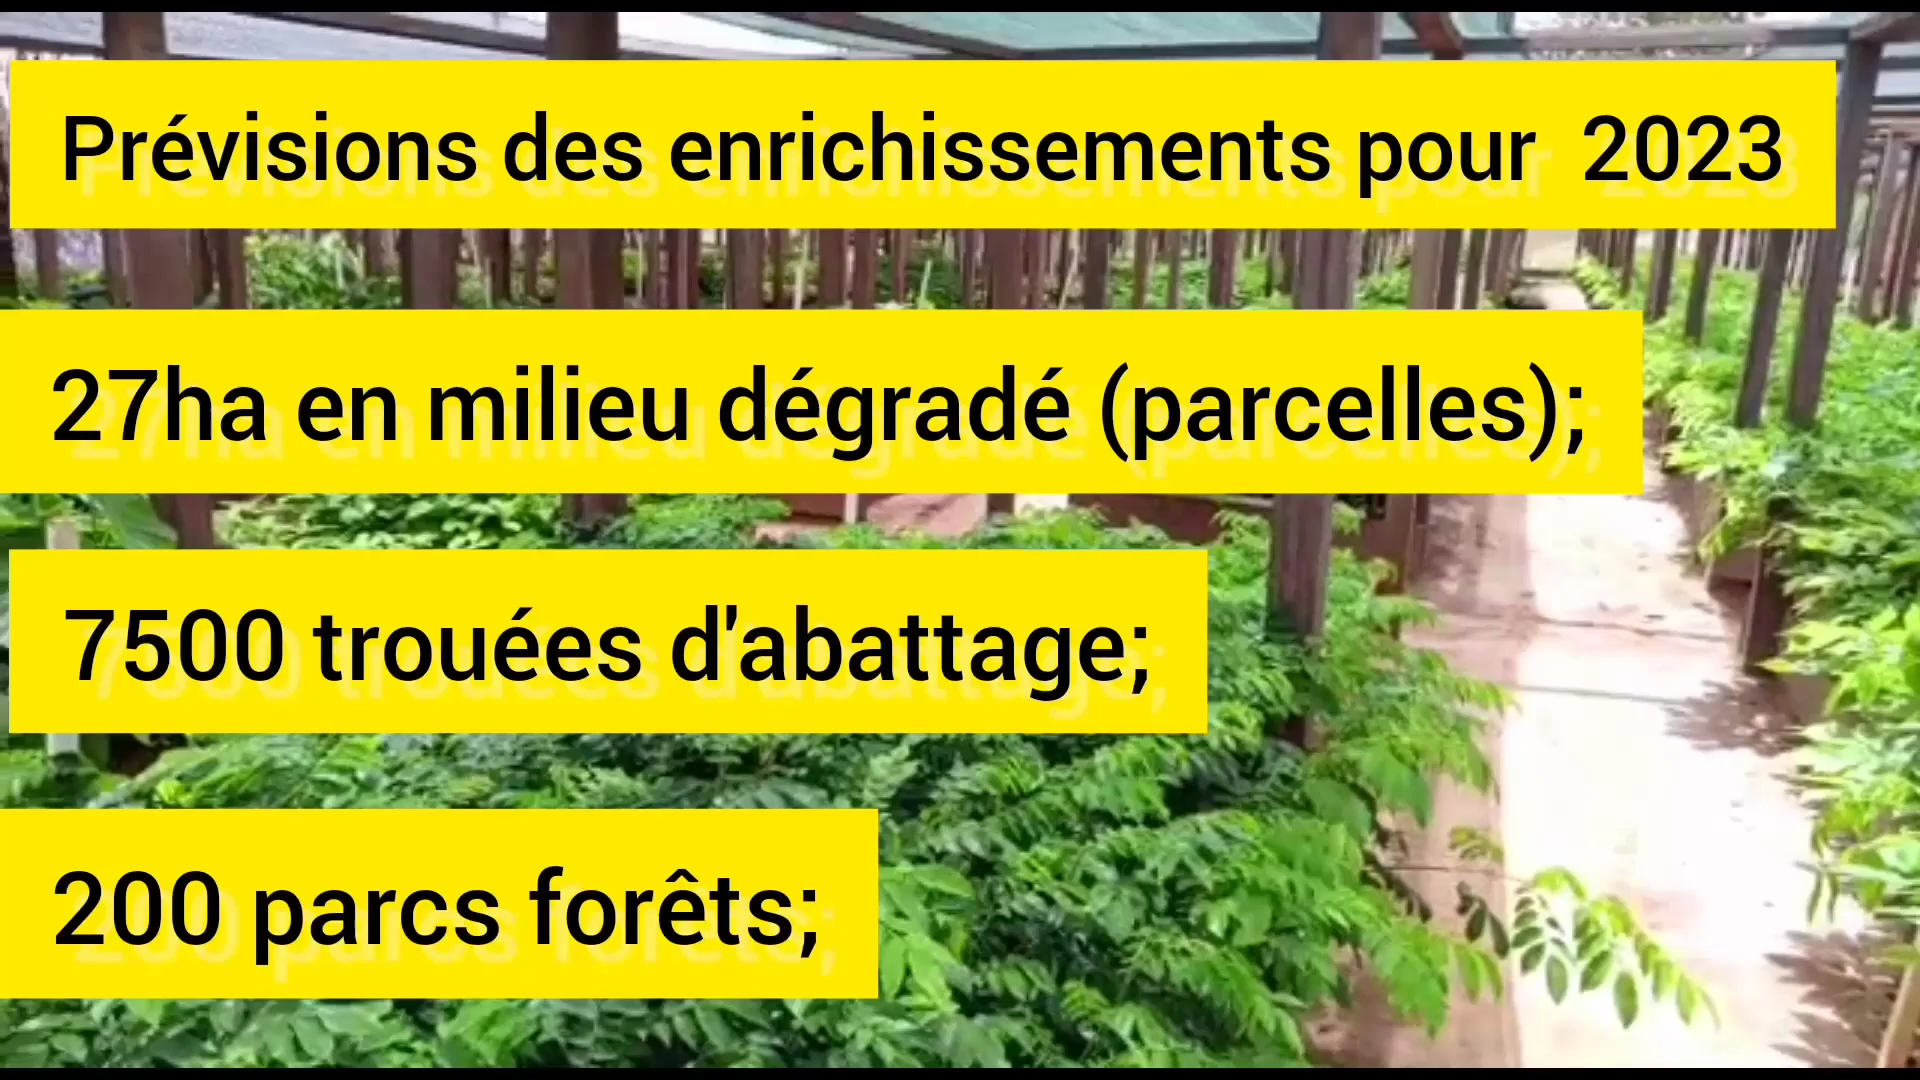 Prévisions des enrichissements pour 2023
27ha en milieu dégradé (parcelles);
7500 trouées d'abattage;
200 parcs forêts;